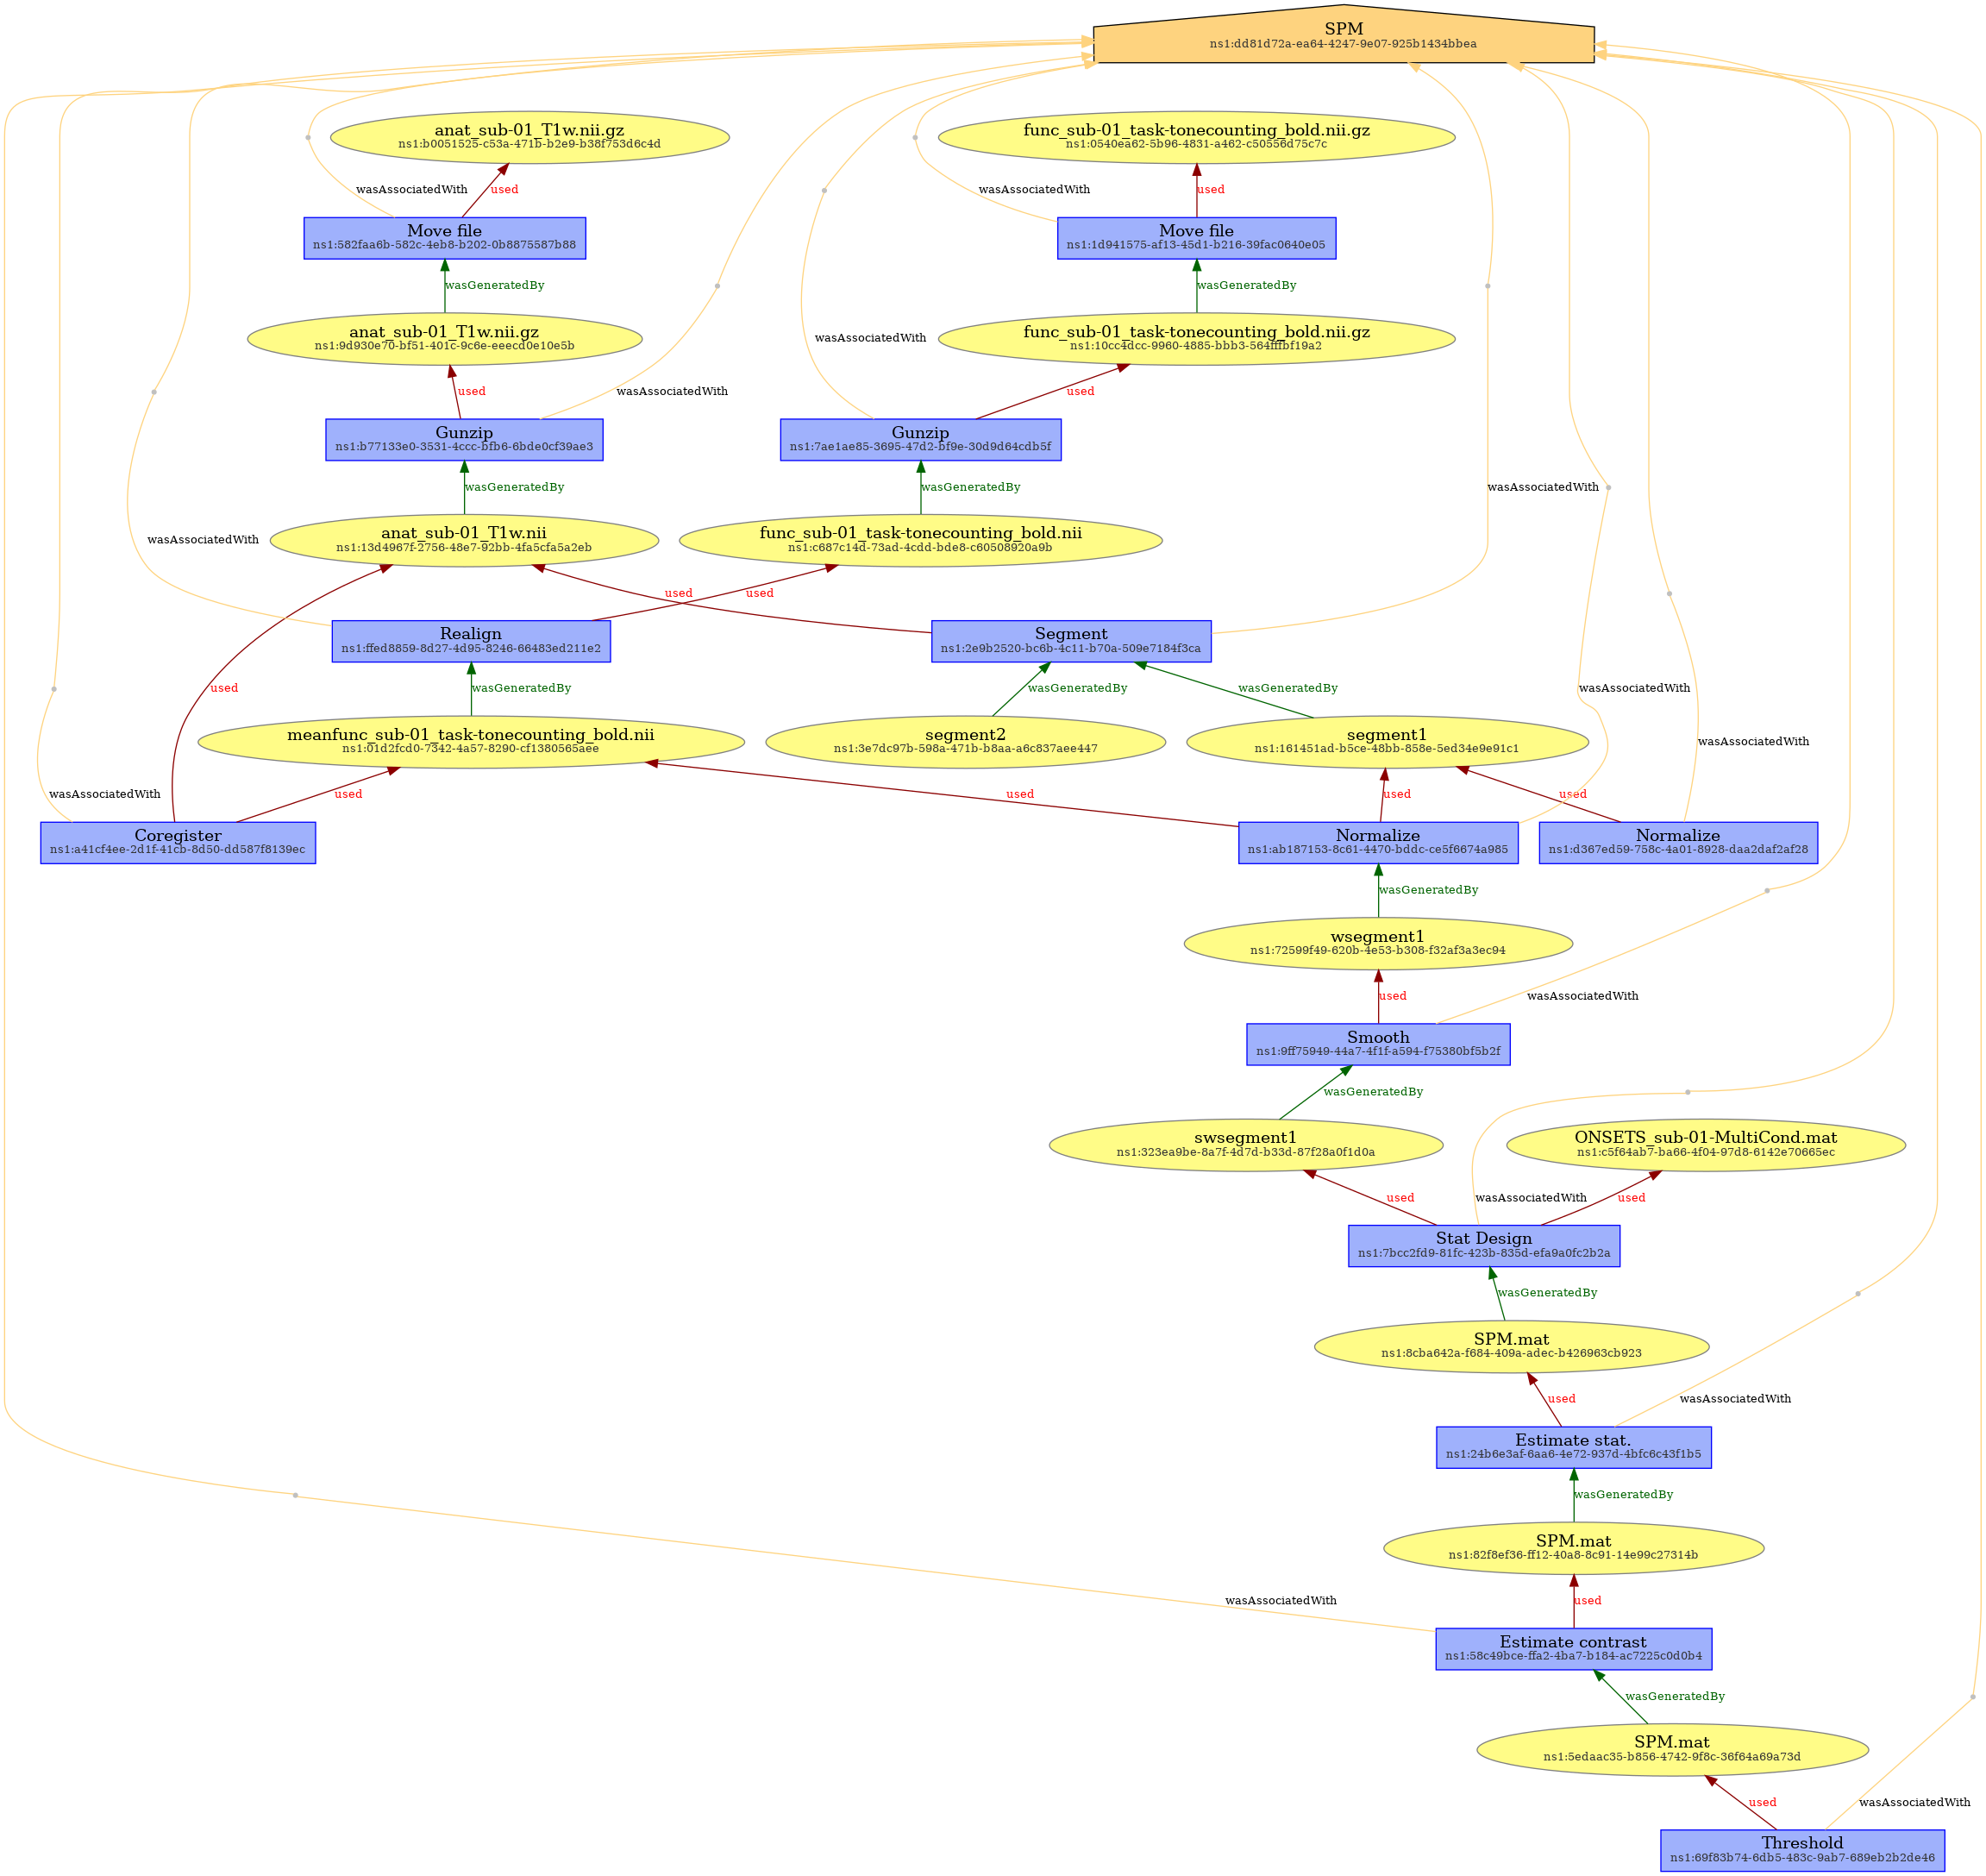 SPM
ns1:dd81d72a-ea64-4247-9e07-925b1434bbea
anat_sub-01_T1w.nii.gz
ns1:b0051525-c53a-471b-b2e9-b38f753d6c4d
func_sub-01_task-tonecounting_bold.nii.gz
ns1:0540ea62-5b96-4831-a462-c50556d75c7c
wasAssociatedWith
used
wasAssociatedWith
used
Move file
ns1:582faa6b-582c-4eb8-b202-0b8875587b88
Move file
ns1:1d941575-af13-45d1-b216-39fac0640e05
wasGeneratedBy
wasGeneratedBy
anat_sub-01_T1w.nii.gz
ns1:9d930e70-bf51-401c-9c6e-eeecd0e10e5b
func_sub-01_task-tonecounting_bold.nii.gz
ns1:10cc4dcc-9960-4885-bbb3-564fffbf19a2
wasAssociatedWith
used
wasAssociatedWith
used
Gunzip
ns1:b77133e0-3531-4ccc-bfb6-6bde0cf39ae3
Gunzip
ns1:7ae1ae85-3695-47d2-bf9e-30d9d64cdb5f
wasGeneratedBy
wasGeneratedBy
wasAssociatedWith
anat_sub-01_T1w.nii
ns1:13d4967f-2756-48e7-92bb-4fa5cfa5a2eb
func_sub-01_task-tonecounting_bold.nii
ns1:c687c14d-73ad-4cdd-bde8-c60508920a9b
wasAssociatedWith
used
used
Realign
ns1:ffed8859-8d27-4d95-8246-66483ed211e2
Segment
ns1:2e9b2520-bc6b-4c11-b70a-509e7184f3ca
used
wasGeneratedBy
wasGeneratedBy
wasGeneratedBy
wasAssociatedWith
meanfunc_sub-01_task-tonecounting_bold.nii
ns1:01d2fcd0-7342-4a57-8290-cf1380565aee
segment2
ns1:3e7dc97b-598a-471b-b8aa-a6c837aee447
segment1
ns1:161451ad-b5ce-48bb-858e-5ed34e9e91c1
wasAssociatedWith
wasAssociatedWith
used
used
used
used
Coregister
ns1:a41cf4ee-2d1f-41cb-8d50-dd587f8139ec
Normalize
ns1:ab187153-8c61-4470-bddc-ce5f6674a985
Normalize
ns1:d367ed59-758c-4a01-8928-daa2daf2af28
wasGeneratedBy
wsegment1
ns1:72599f49-620b-4e53-b308-f32af3a3ec94
used
wasAssociatedWith
Smooth
ns1:9ff75949-44a7-4f1f-a594-f75380bf5b2f
wasGeneratedBy
swsegment1
ns1:323ea9be-8a7f-4d7d-b33d-87f28a0f1d0a
ONSETS_sub-01-MultiCond.mat
ns1:c5f64ab7-ba66-4f04-97d8-6142e70665ec
used
wasAssociatedWith
used
Stat Design
ns1:7bcc2fd9-81fc-423b-835d-efa9a0fc2b2a
wasGeneratedBy
SPM.mat
ns1:8cba642a-f684-409a-adec-b426963cb923
used
wasAssociatedWith
Estimate stat.
ns1:24b6e3af-6aa6-4e72-937d-4bfc6c43f1b5
wasGeneratedBy
SPM.mat
ns1:82f8ef36-ff12-40a8-8c91-14e99c27314b
wasAssociatedWith
used
Estimate contrast
ns1:58c49bce-ffa2-4ba7-b184-ac7225c0d0b4
wasGeneratedBy
SPM.mat
ns1:5edaac35-b856-4742-9f8c-36f64a69a73d
used
wasAssociatedWith
Threshold
ns1:69f83b74-6db5-483c-9ab7-689eb2b2de46